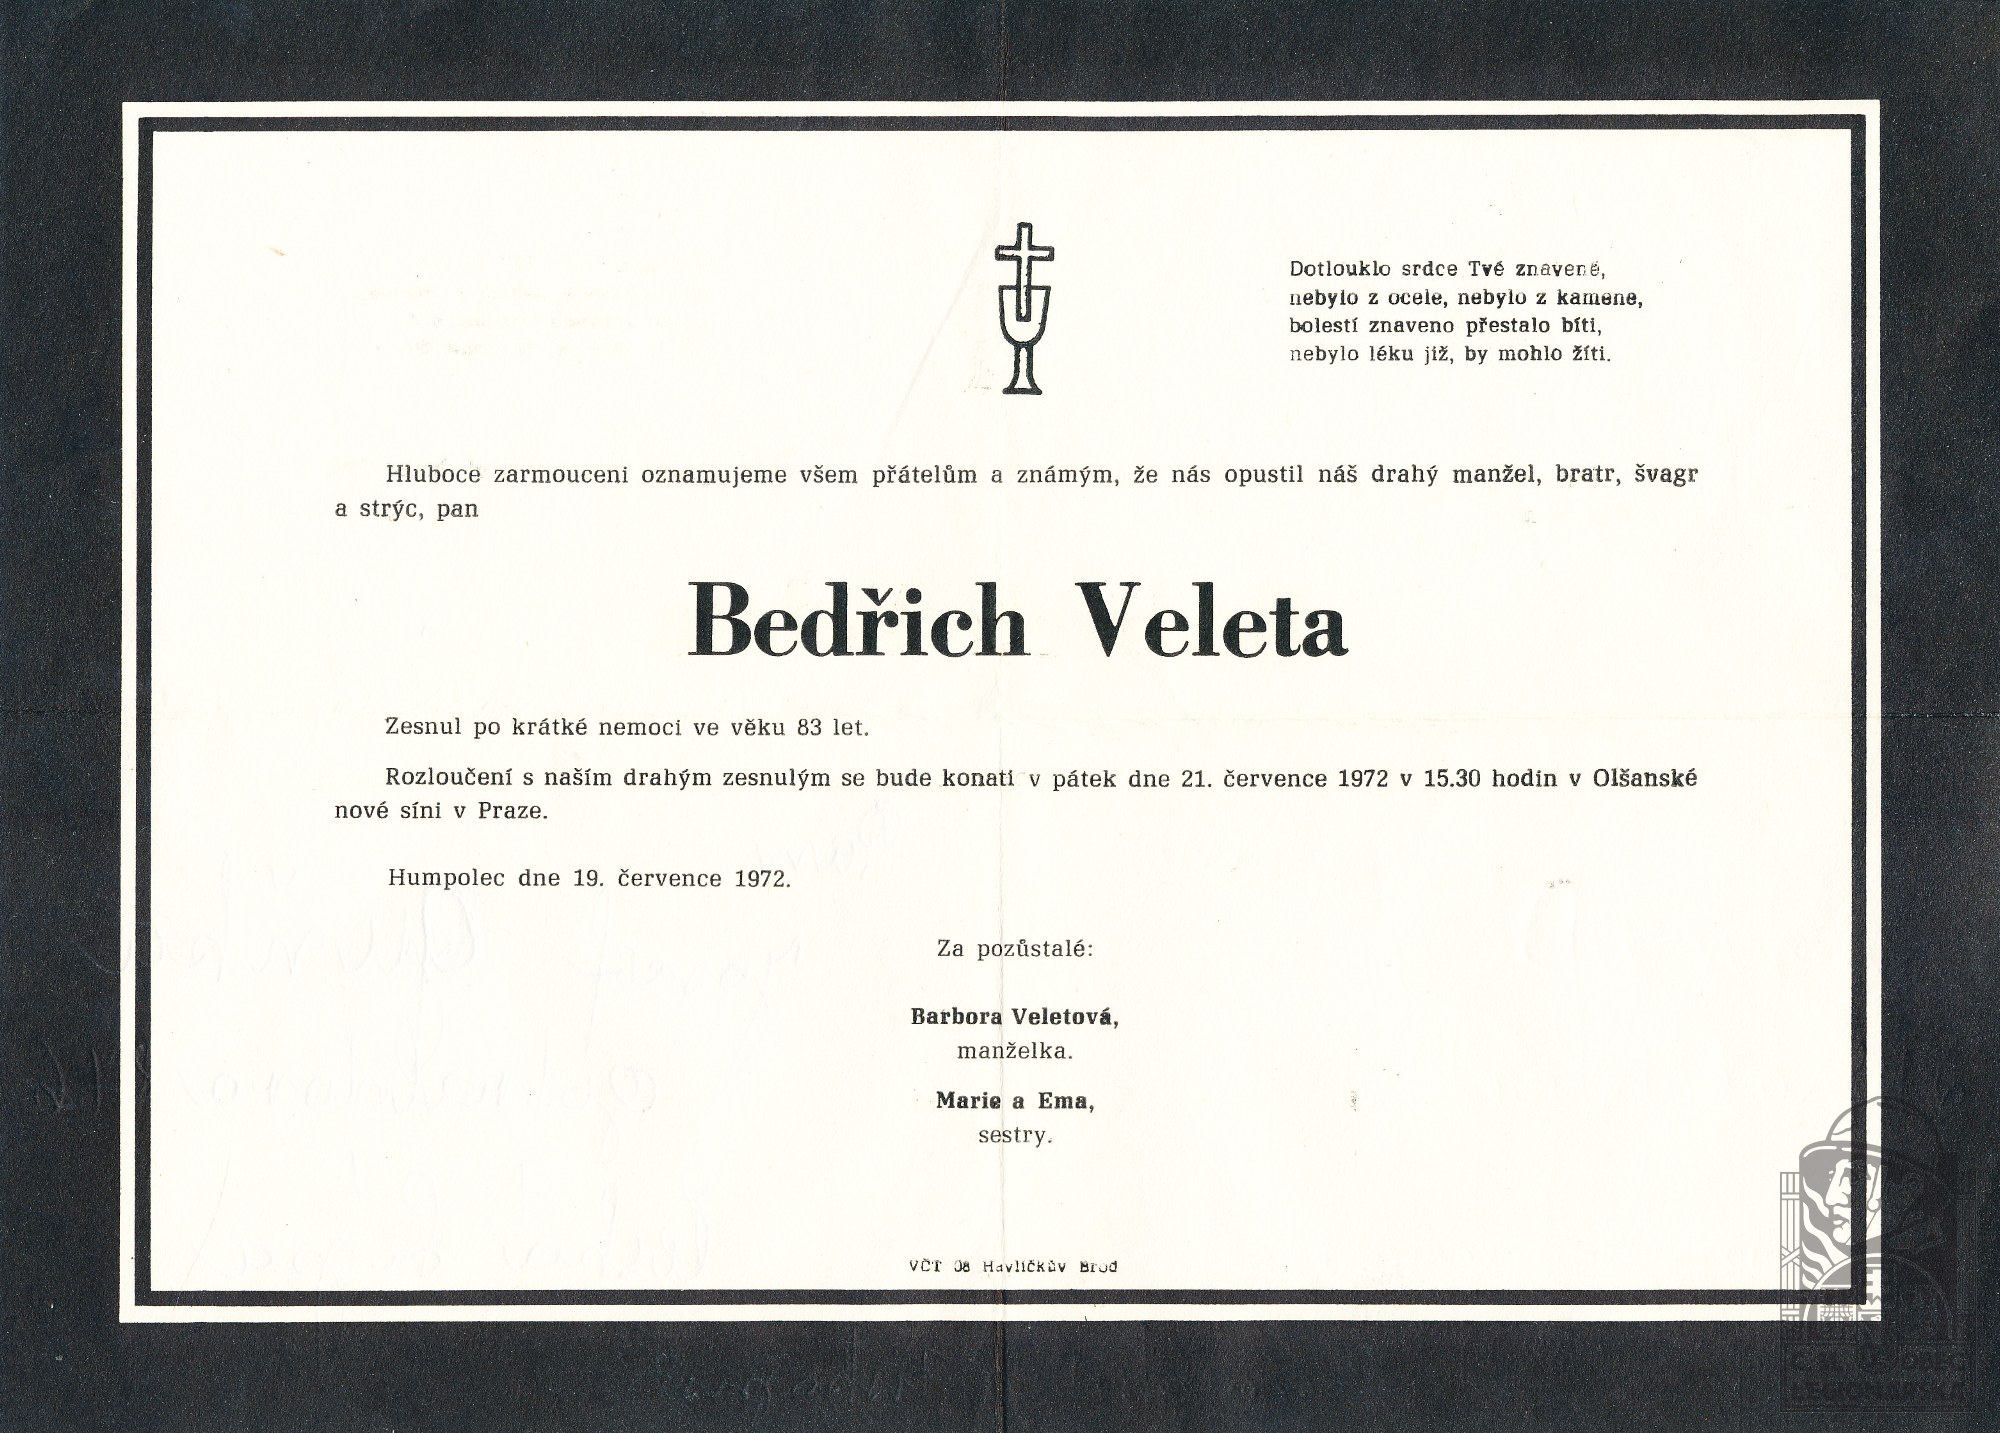 Dotlouklo srdce Tvé znavené,
nebylo z ocele, nebylo z kamene,
bolestí znaveno přestalo bíti,
nebylo léku již, by mohlo žíti.
Hluboce zarmouceni oznamujeme všem přátelům a známým, že nás opustil náš drahý manžel, bratr, švagr
a strýc, pan
Bedřich Veleta
Zesnul po krátké nemoci ve věku 83 let.
Rozloučení s naším drahým zesnulým se bude konati v pátek dne 21. července 1972 v 15.30 hodin v Olšanské
nové síni v Praze.
Humpolec dne 19. července 1972.
Za pozůstalé:
Barbora Veletová,
manželka.
Marie a Ema,
sestry.
VČT 08 Havlíčkův Brod
OBEC
LEGIONÁŘSKÁ